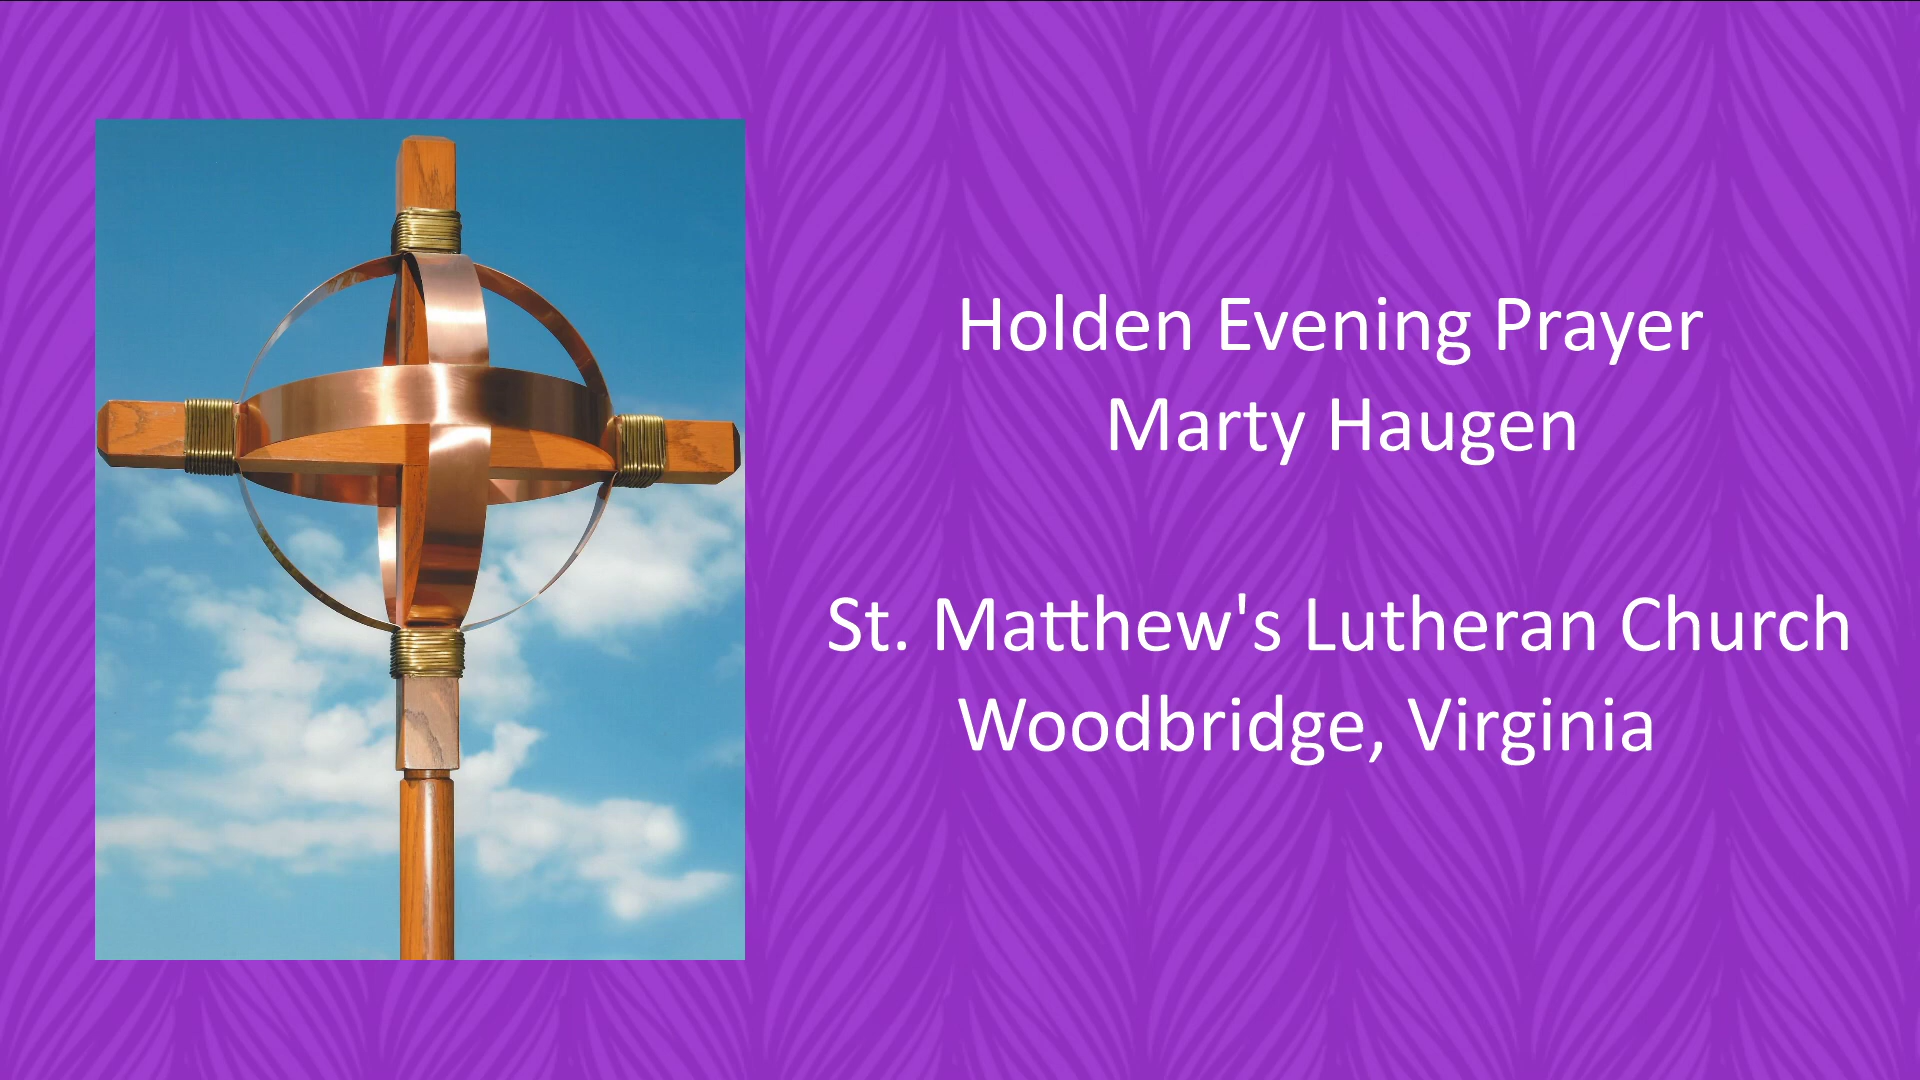 Holden Evening Prayer
Marty Haugen
St. Matthew's Lutheran Church
Woodbridge, Virginia